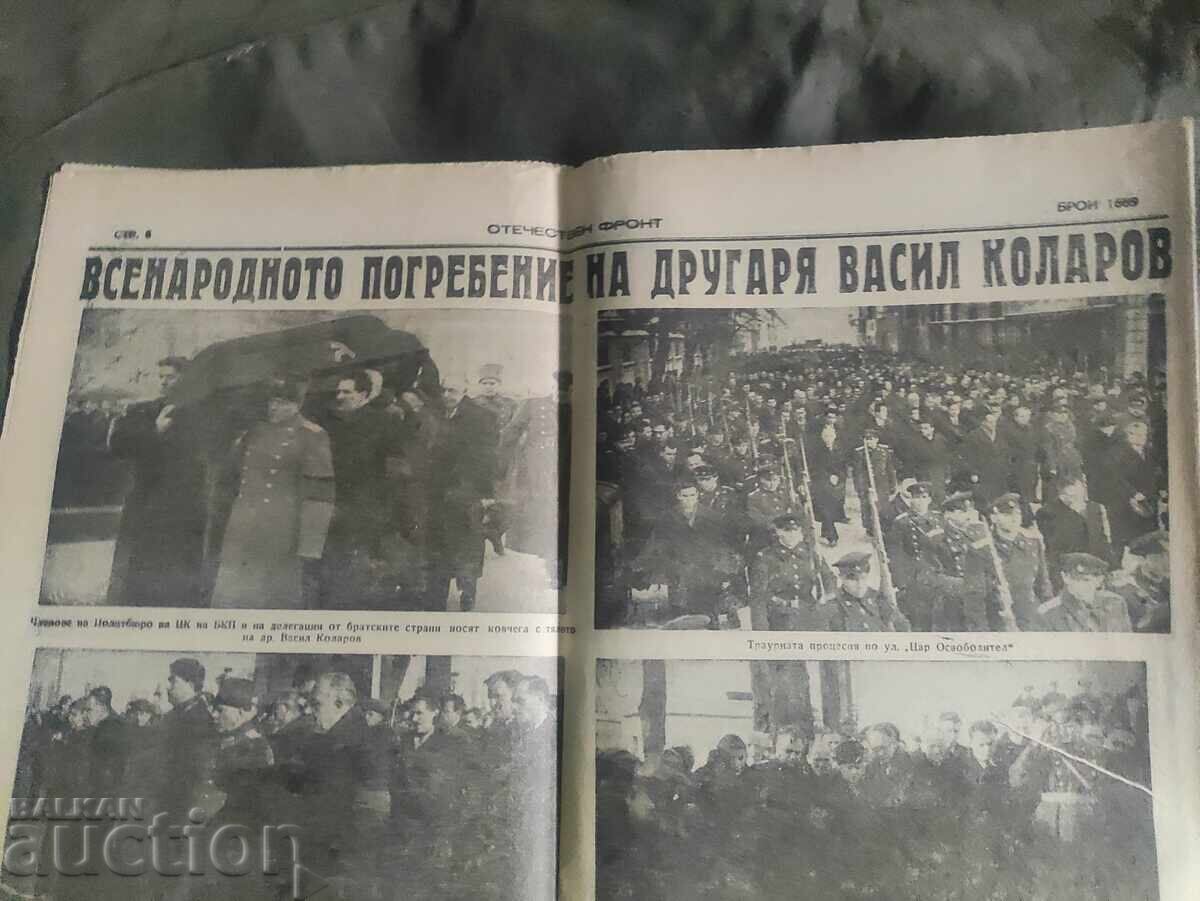 СТР. 6
ОТЕЧЕСТВЕН ФРОНТ
БРОЙ 1669
ВСЕНАРОДНОТО ПОГРЕБЕНИЕ НА ДРУГАРЯ ВАСИЛ КОЛАРОВ
Членове на Политбюро на ЦК на БКП и на делегации от братските страни носят ковчега с тялото
на др. Васил Коларов
Траурната процесия по ул. „Цар Освободител“
BALKAN
auction